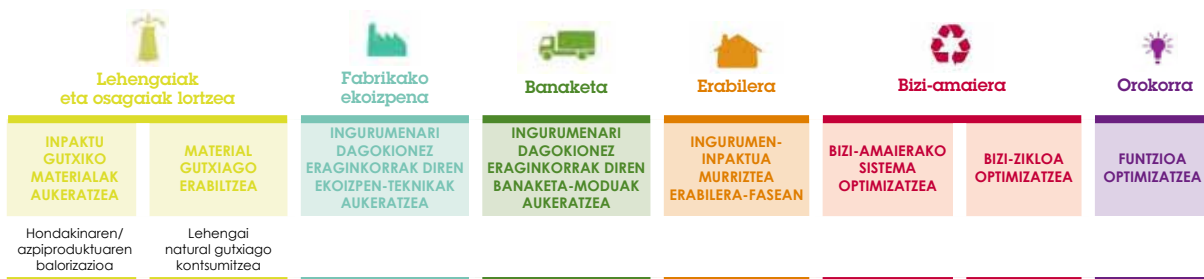 Lehengaiak
eta osagaiak lortzea
Fabrikako
ekoizpena
Banaketa
Erabilera
Bizi-amaiera
Orokorra
INPAKTU
GUTXIKO
MATERIALAK
AUKERATZEA
MATERIAL
GUTXIAGO
ERABILTZEA
INGURUMENARI
DAGOKIONEZ
ERAGINKORRAK DIREN
EKOIZPEN-TEKNIKAK
AUKERATZEA
INGURUMENARI
DAGOKIONEZ
ERAGINKORRAK DIREN
BANAKETA-MODUAK
AUKERATZEA
INGURUMEN-
INPAKTUA
MURRIZTEA
ERABILERA-FASEAN
BIZI-AMAIERAKO
SISTEMA
OPTIMIZATZEA
BIZI-ZIKLOA
OPTIMIZATZEA
FUNTZIOA
OPTIMIZATZEA
Hondakinaren/
azpiproduktuaren
balorizazioa
Lehengai
natural gutxiago
kontsumitzea